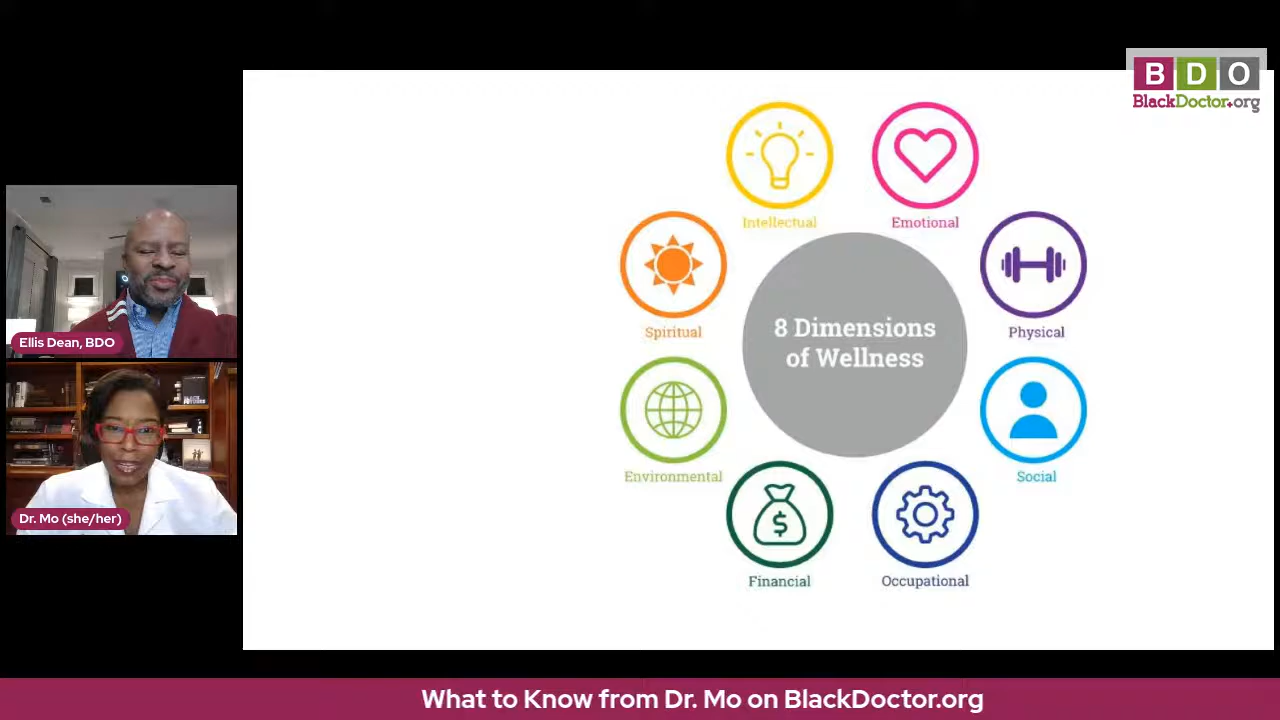 B D O
BlackDoctor.org
Intellectual
Emotional
Spiritual
Physical
8 Dimensions
of Wellness
Environmental
Social
$
Financial
Occupational
Ellis Dean, BDO
Dr. Mo (she/her)
What to Know from Dr. Mo on BlackDoctor.org